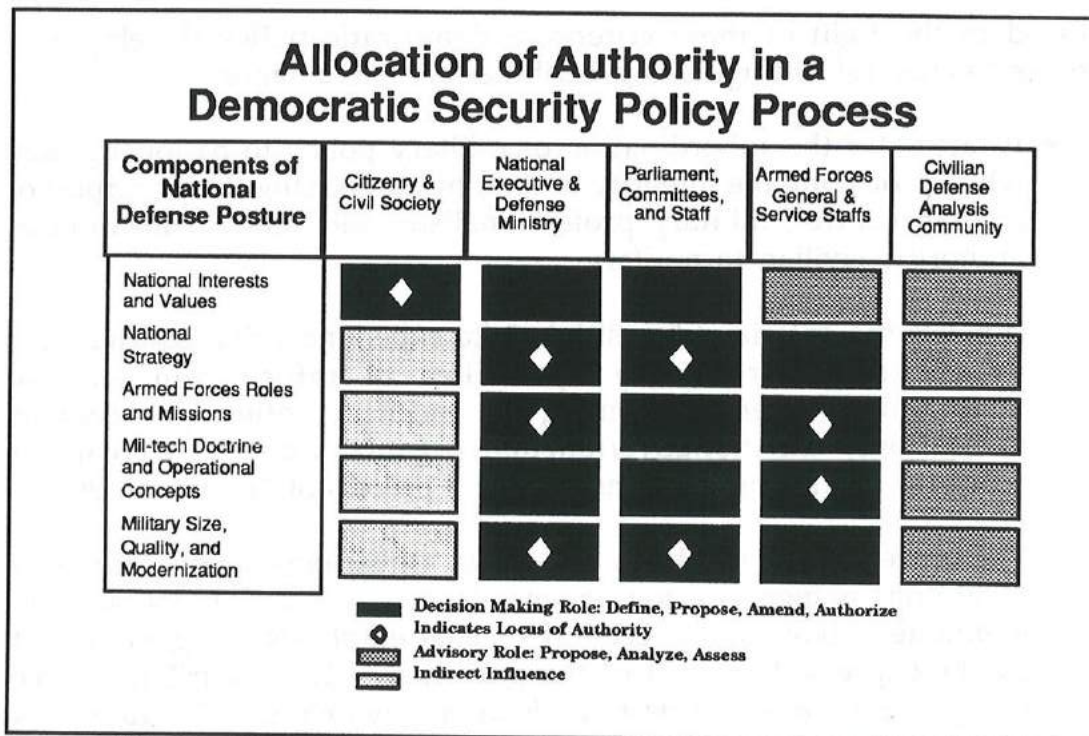 Allocation of Authority in a
Democratic Security Policy Process
Components of
National
Defense Posture
Citizenry &
Civil Society
National
Executive &
Defense
Ministry
Parliament,
Committees,
and Staff
Armed Forces
General &
Service Staffs
Civilian
Defense
Analysis
Community
National Interests
and Values
National
Strategy
Armed Forces Roles
and Missions
Mil-tech Doctrine
and Operational
Concepts
Military Size,
Quality, and
Modernization
Decision Making Role: Define, Propose, Amend, Authorize
Indicates Locus of Authority
Advisory Role: Propose, Analyze, Assess
Indirect Influence